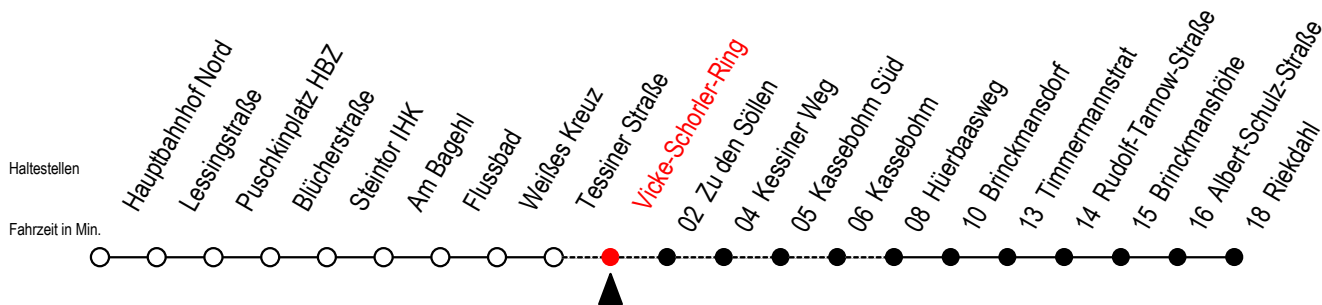 Haltestellen
Fahrzeit in Min.
Hauptbahnhof Nord
Lessingstraße
Puschkinplatz HBZ
Blücherstraße
Steintor IHK
Am Bagehl
Flussbad
Weißes Kreuz
Tessiner Straße
Vicke-Schorler-Ring
02 Zu den Söllen
04 Kessiner Weg
05 Kassebohm Süd
06 Kassebohm
08 Hüerbaasweg
10 Brinckmansdorf
13 Timmermannstrat
14 Rudolf-Tarnow-Straße
15 Brinckmanshöhe
16 Albert-Schulz-Straße
18 Riekdahl